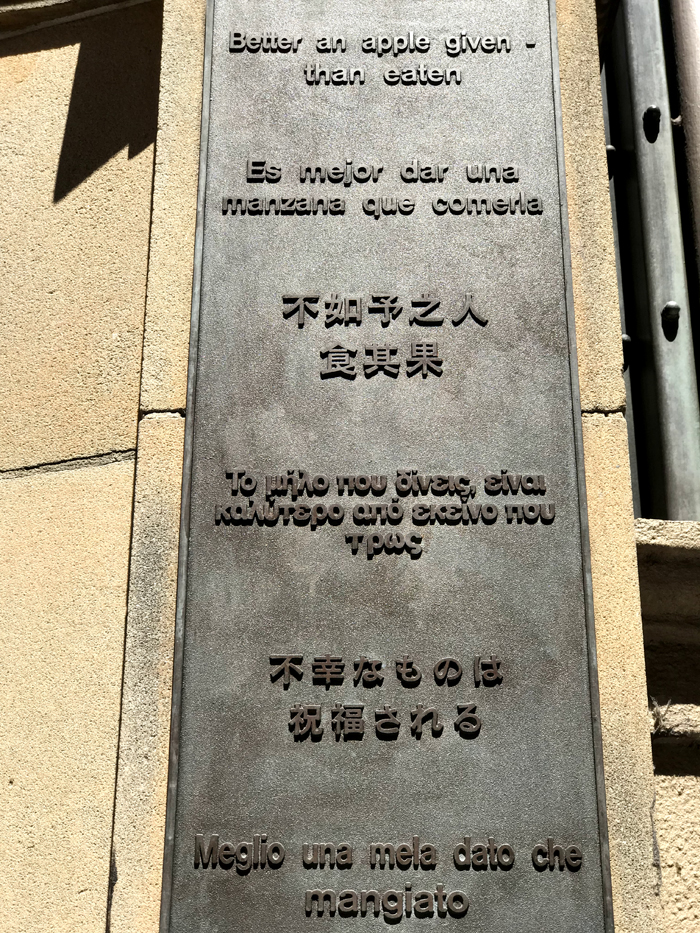 Better an apple given -
than eaten
Es mejor dar una
manzana que comerla
不如予之人
食其果
Το μήλο που δίνεις, είναι
καλύτερο από εκείνο που
τρως
不幸なものは
祝福される
Meglio una mela dato che
mangiato